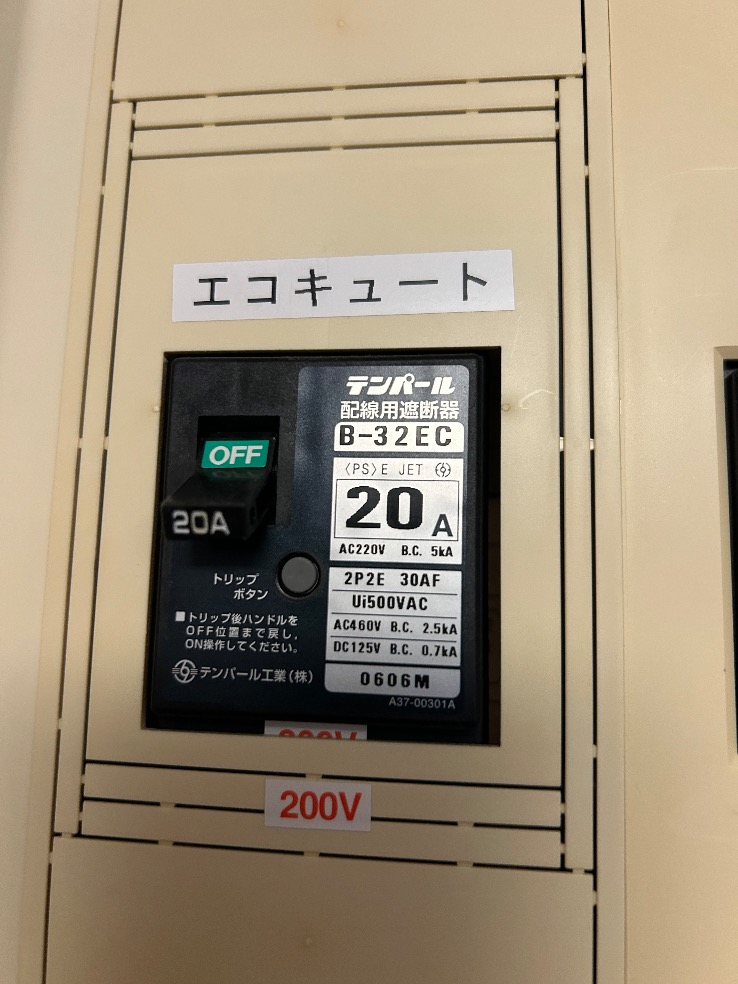 エコキュート
テンパール
配線用遮断器
B-32EC
OFF
20A
〈PS〉E JET
20A
AC220V B.C. 5kA
トリップ
ボタン
2P2E 30AF
Ui500VAC
AC460V B.C. 2.5kA
DC125V B.C. 0.7kA
■トリップ後ハンドルを
OFF位置まで戻し,
ON操作してください。
テンパール工業(株)
0606M
A37-00301A
200V
200V